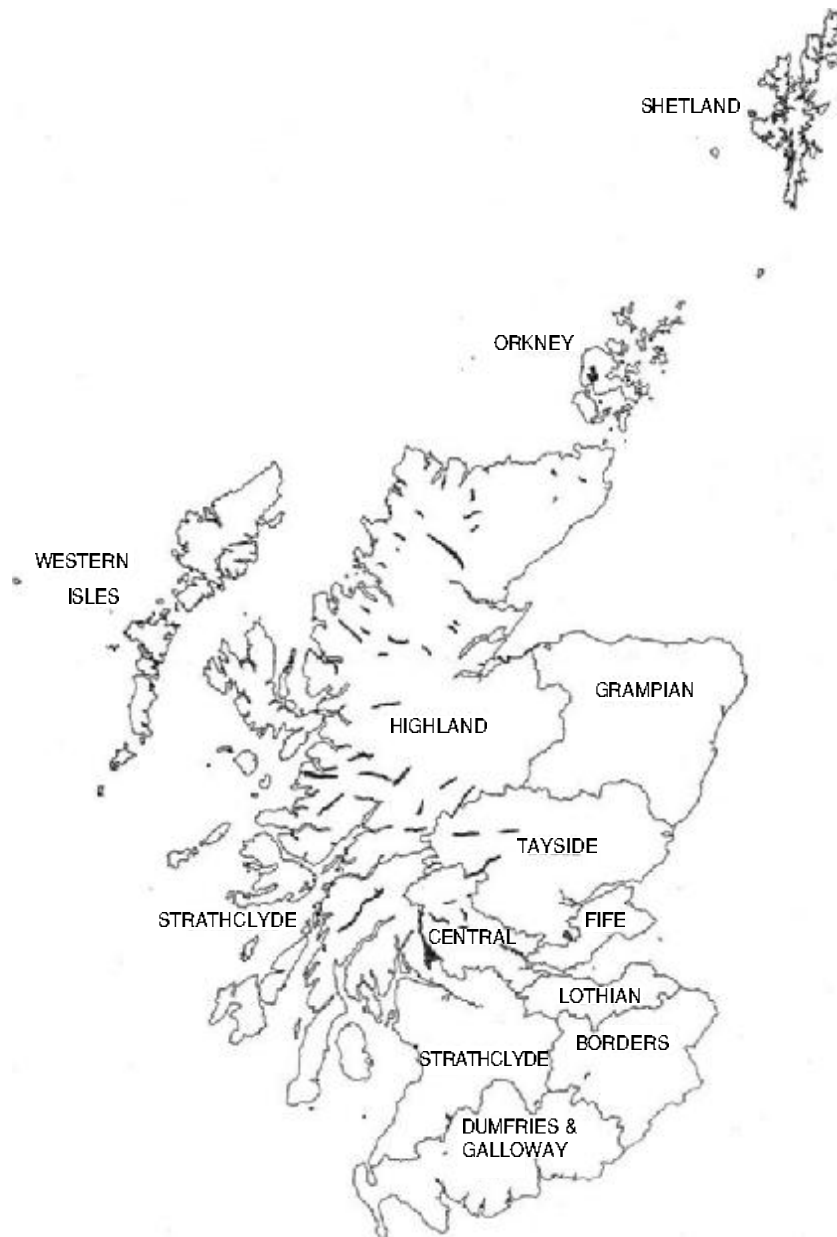 SHETLAND
ORKNEY
WESTERN
ISLES
GRAMPIAN
HIGHLAND
TAYSIDE
STRATHCLYDE
FIFE
CENTRAL
LOTHIAN
BORDERS
STRATHCLYDE
DUMFRIES &
GALLOWAY